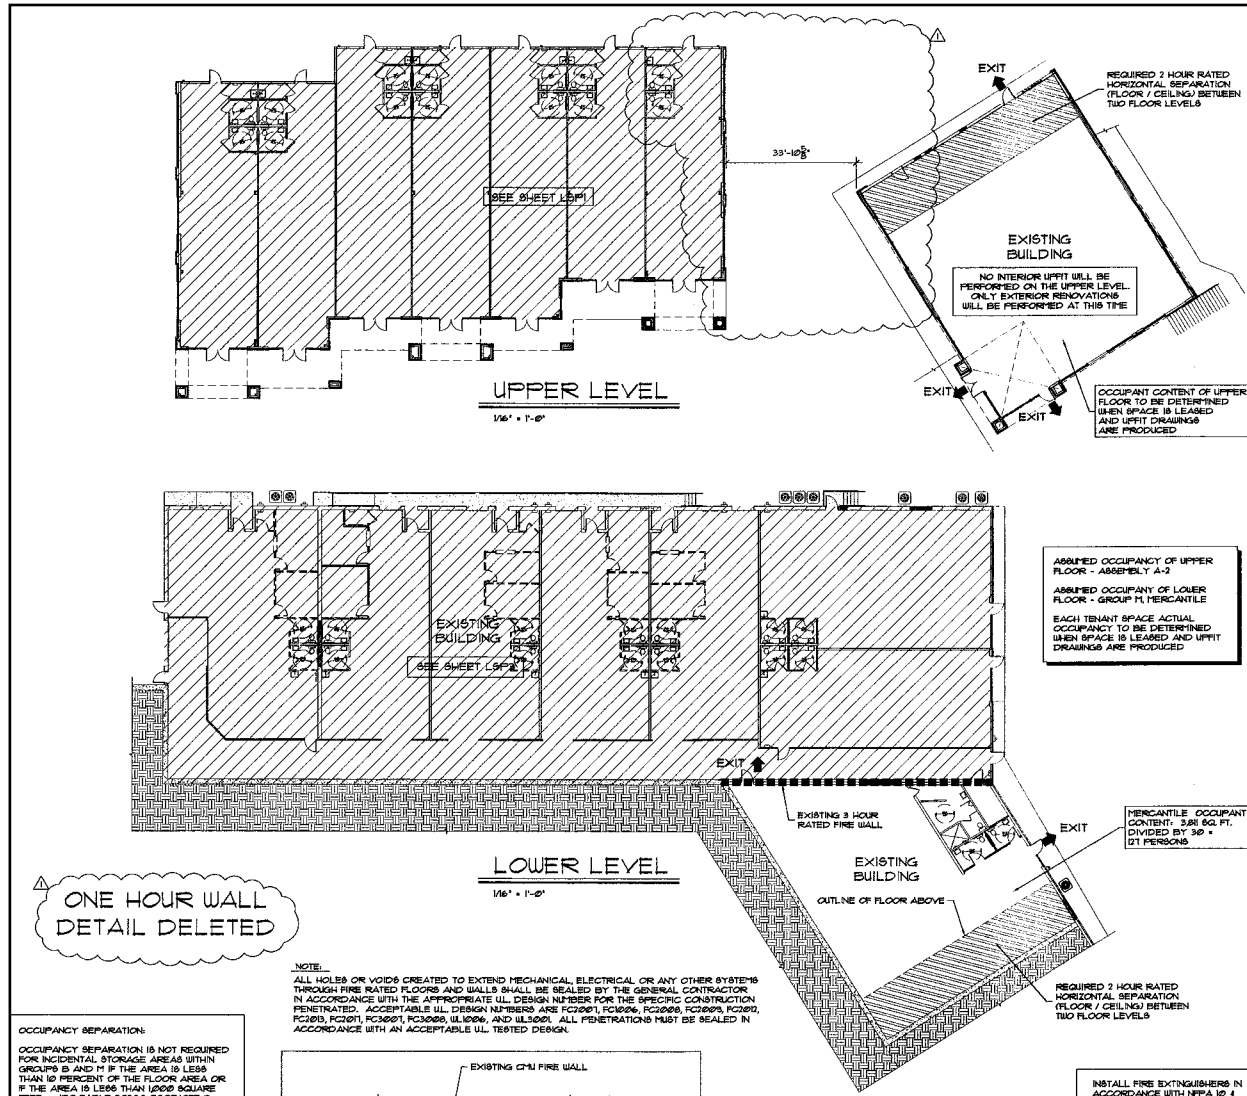 1
EXIT
REQUIRED 2 HOUR RATED
HORIZONTAL SEPARATION
(FLOOR / CEILING) BETWEEN
TWO FLOOR LEVELS
33'-10 5/8"
SEE SHEET LSP1
EXISTING
BUILDING
NO INTERIOR UPFIT WILL BE
PERFORMED ON THE UPPER LEVEL.
ONLY EXTERIOR RENOVATIONS
WILL BE PERFORMED AT THIS TIME
EXIT
EXIT
OCCUPANT CONTENT OF UPPER
FLOOR TO BE DETERMINED
WHEN SPACE IS LEASED
AND UPFIT DRAWINGS
ARE PRODUCED
UPPER LEVEL
1/16" = 1'-0"
ASSUMED OCCUPANCY OF UPPER
FLOOR - ASSEMBLY A-2
ASSUMED OCCUPANY OF LOWER
FLOOR - GROUP M, MERCANTILE
EACH TENANT SPACE ACTUAL
OCCUPANCY TO BE DETERMINED
WHEN SPACE IS LEASED AND UPFIT
DRAWINGS ARE PRODUCED
EXISTING
BUILDING
SEE SHEET LSP2
EXIT
EXISTING 3 HOUR
RATED FIRE WALL
MERCANTILE OCCUPANT
CONTENT: 3,811 SQ. FT.
DIVIDED BY 30 =
127 PERSONS
EXIT
EXISTING
BUILDING
OUTLINE OF FLOOR ABOVE
LOWER LEVEL
1/16" = 1'-0"
1
ONE HOUR WALL
DETAIL DELETED
NOTE:
ALL HOLES OR VOIDS CREATED TO EXTEND MECHANICAL, ELECTRICAL OR ANY OTHER SYSTEMS
THROUGH FIRE RATED FLOORS AND WALLS SHALL BE SEALED BY THE GENERAL CONTRACTOR
IN ACCORDANCE WITH THE APPROPRIATE U.L. DESIGN NUMBER FOR THE SPECIFIC CONSTRUCTION
PENETRATED. ACCEPTABLE U.L. DESIGN NUMBERS ARE FC2007, FC1006, FC2008, FC2009, FC2012,
FC2013, FC2017, FC3007, FC3008, WL1006, AND WL3001. ALL PENETRATIONS MUST BE SEALED IN
ACCORDANCE WITH AN ACCEPTABLE U.L. TESTED DESIGN.
REQUIRED 2 HOUR RATED
HORIZONTAL SEPARATION
(FLOOR / CEILING) BETWEEN
TWO FLOOR LEVELS
OCCUPANCY SEPARATION:
OCCUPANCY SEPARATION IS NOT REQUIRED
FOR INCIDENTAL STORAGE AREAS WITHIN
GROUPS B AND M IF THE AREA IS LESS
THAN 10 PERCENT OF THE FLOOR AREA OR
IF THE AREA IS LESS THAN 1,000 SQUARE
EXISTING CMU FIRE WALL
INSTALL FIRE EXTINGUISHERS IN
ACCORDANCE WITH NFPA 10 &